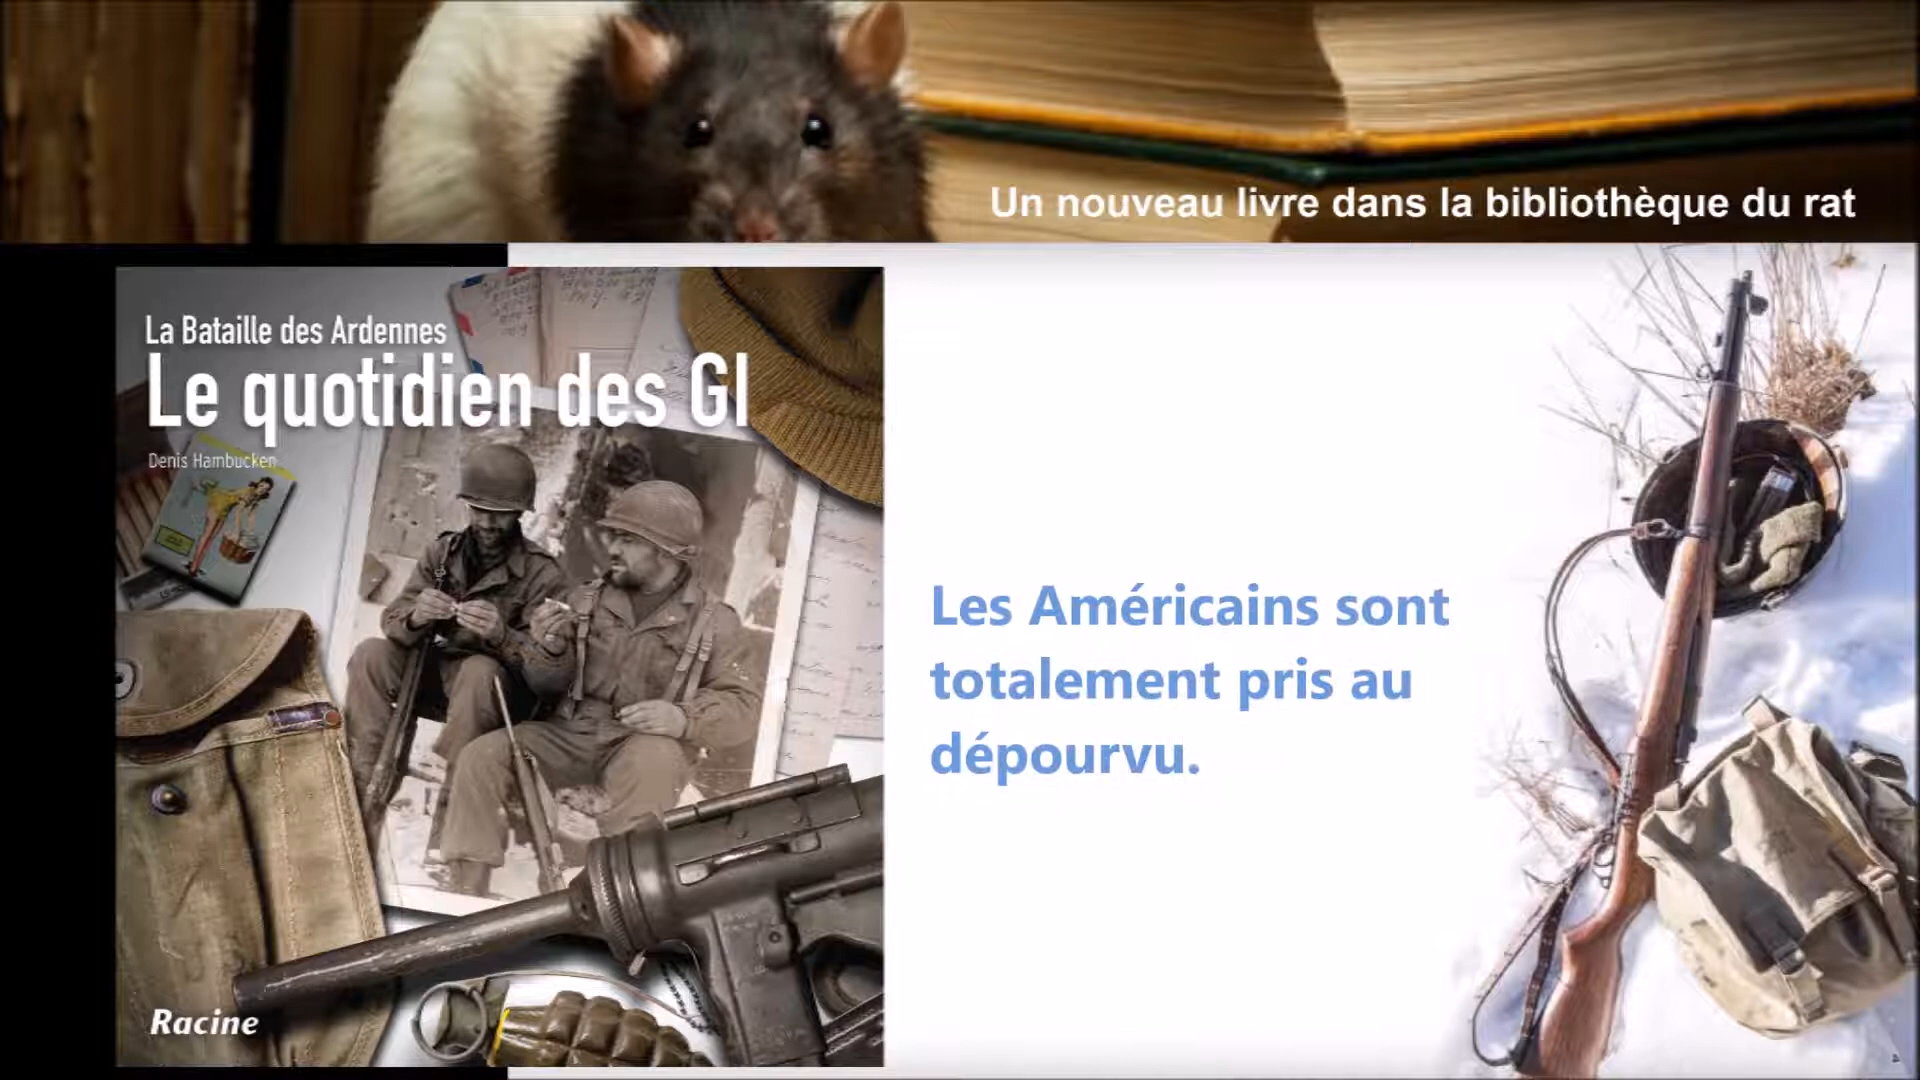 Un nouveau livre dans la bibliothèque du rat
La Bataille des Ardennes
Le quotidien des GI
Denis Hambucken
Racine
Les Américains sont
totalement pris au
dépourvu.